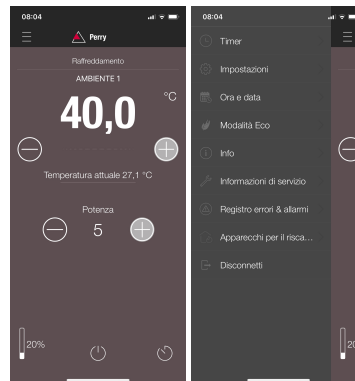 08:04
Perry
Raffreddamento
AMBIENTE 1
40,0 °C
Temperatura attuale 27,1 °C
Potenza
5
20%
08:04
Timer
Impostazioni
Ora e data
Modalità Eco
Info
Informazioni di servizio
Registro errori & allarmi
Apparecchi per il risca...
Disconnetti
20